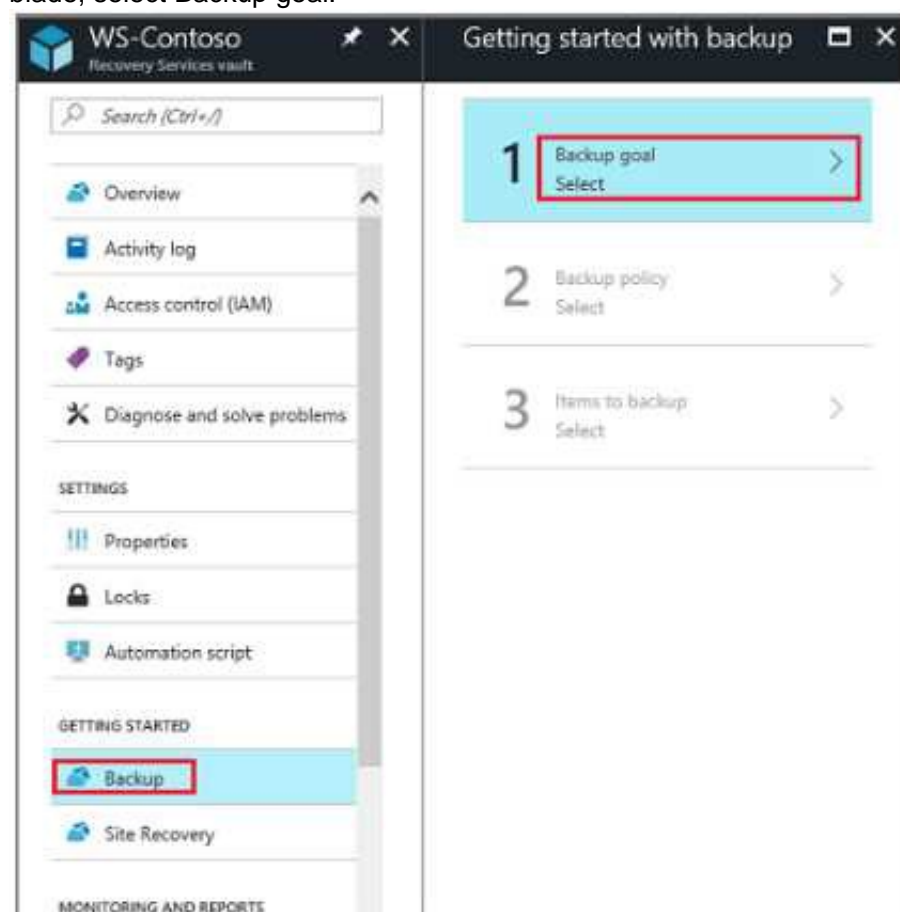 blade, select Backup goal.
WS-Contoso
Recovery Services vault
Search (Ctrl+/)
Overview
Activity log
Access control (IAM)
Tags
Diagnose and solve problems
SETTINGS
Properties
Locks
Automation script
GETTING STARTED
Backup
Site Recovery
MONITORING AND REPORTS
Getting started with backup
1
Backup goal
Select
2
Backup policy
Select
3
Items to backup
Select